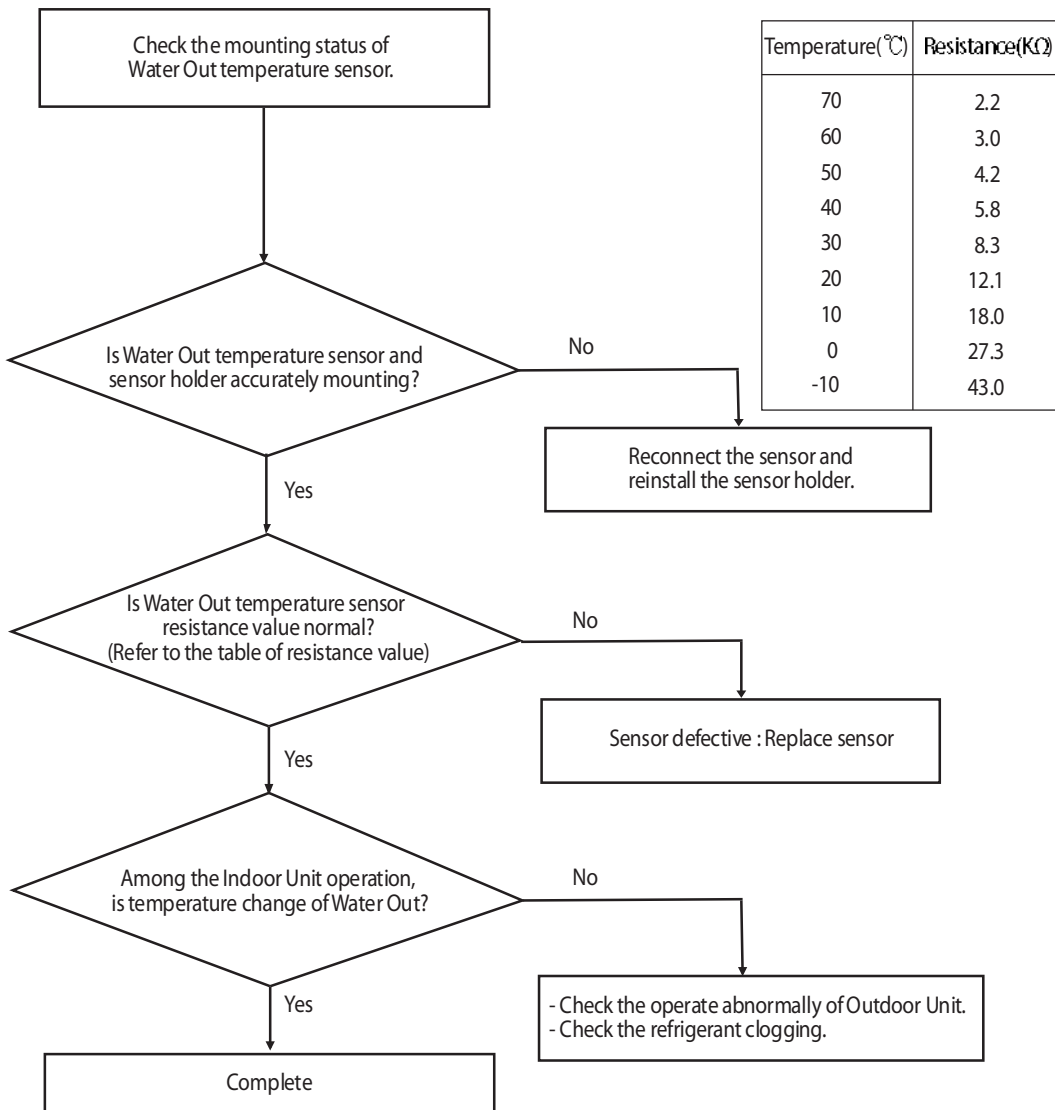 Check the mounting status of
Water Out temperature sensor.
Temperature(℃) Resistance(KΩ)
70 2.2
60 3.0
50 4.2
40 5.8
30 8.3
20 12.1
10 18.0
0 27.3
-10 43.0
Is Water Out temperature sensor and
sensor holder accurately mounting?
No
Reconnect the sensor and
reinstall the sensor holder.
Yes
Is Water Out temperature sensor
resistance value normal?
(Refer to the table of resistance value)
No
Sensor defective : Replace sensor
Yes
Among the Indoor Unit operation,
is temperature change of Water Out?
No
- Check the operate abnormally of Outdoor Unit.
- Check the refrigerant clogging.
Yes
Complete